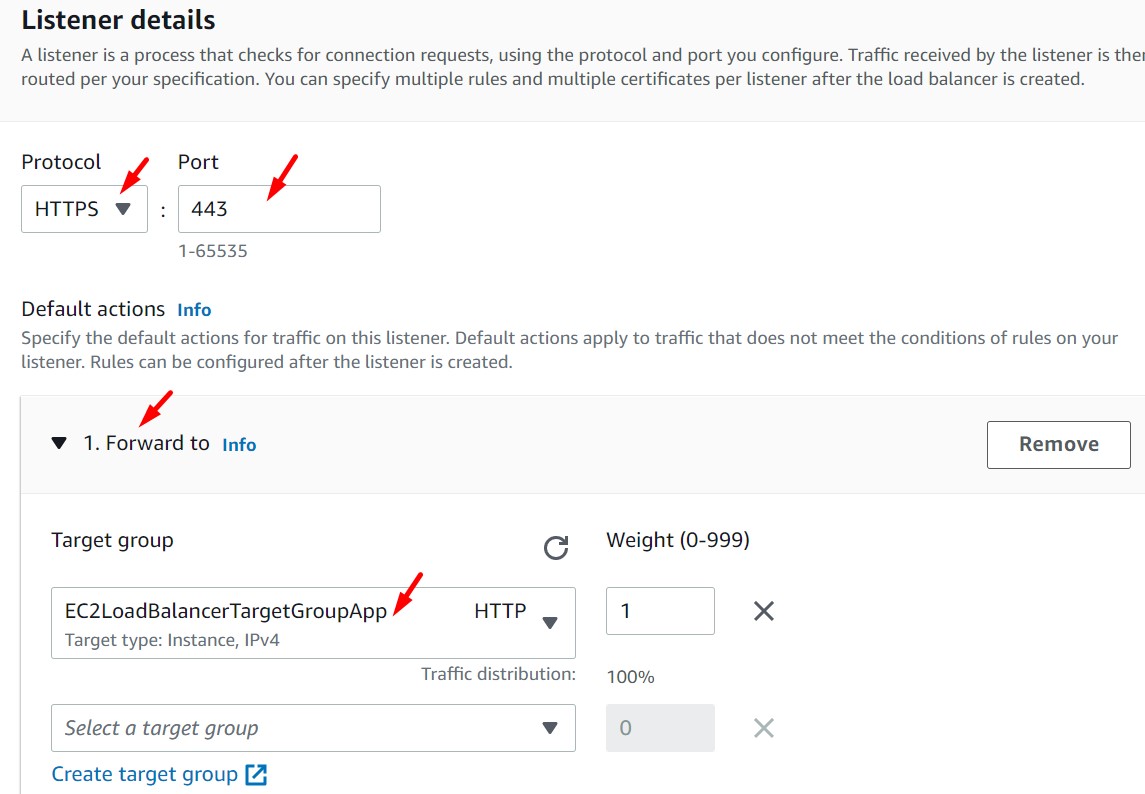 Listener details
A listener is a process that checks for connection requests, using the protocol and port you configure. Traffic received by the listener is then
routed per your specification. You can specify multiple rules and multiple certificates per listener after the load balancer is created.
Protocol Port
HTTPS : 443
1-65535
Default actions Info
Specify the default actions for traffic on this listener. Default actions apply to traffic that does not meet the conditions of rules on your
listener. Rules can be configured after the listener is created.
1. Forward to Info Remove
Target group Weight (0-999)
EC2LoadBalancerTargetGroupApp HTTP 1
Target type: Instance, IPv4
Traffic distribution: 100%
Select a target group 0
Create target group